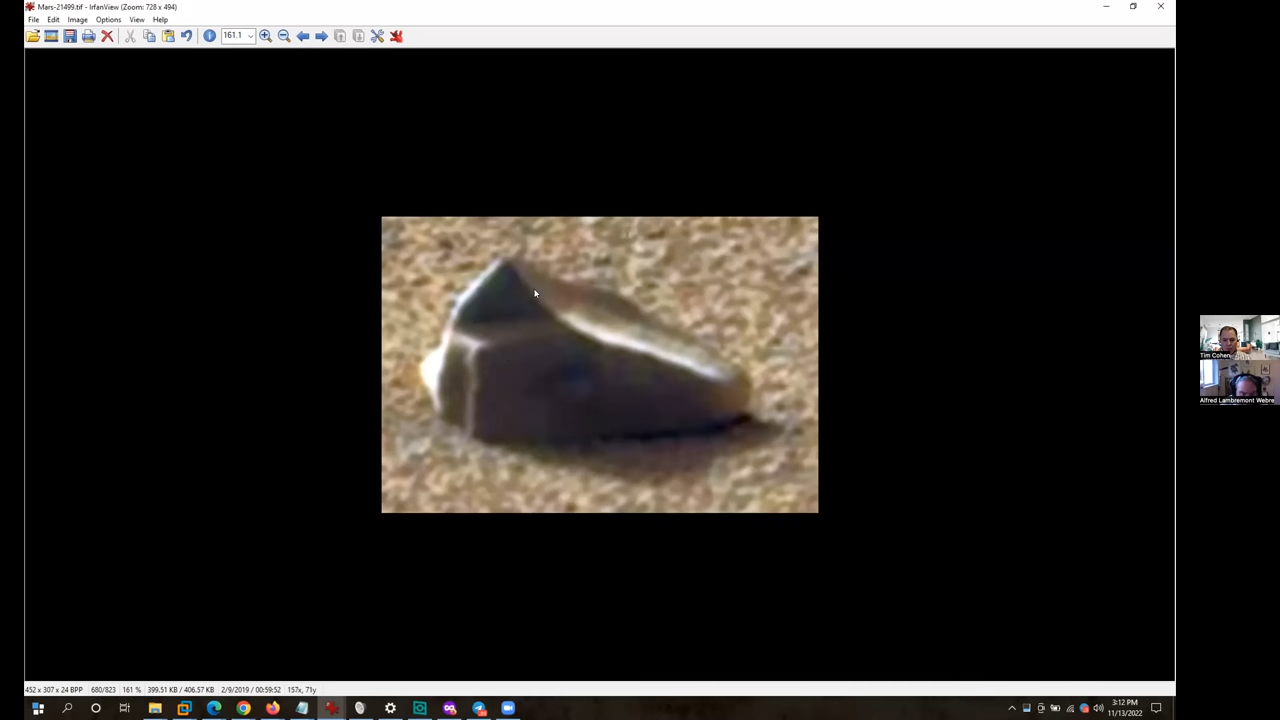 Mars-21499.tif - IrfanView (Zoom: 728 x 494)
File Edit Image Options View Help
161.1
Tim Cohen
Alfred Lambremont Webre
452 x 307 x 24 BPP 680/823 161 % 399.51 KB / 406.57 KB 2/9/2019 / 00:59:52 157x, 71y
3:12 PM
11/13/2022